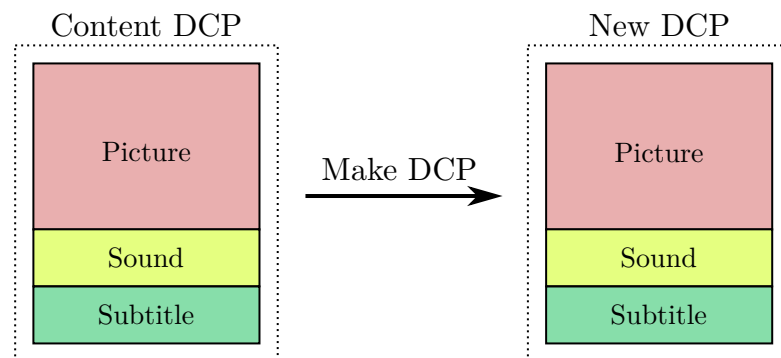 Content DCP
New DCP
Picture
Picture
Make DCP
Sound
Sound
Subtitle
Subtitle